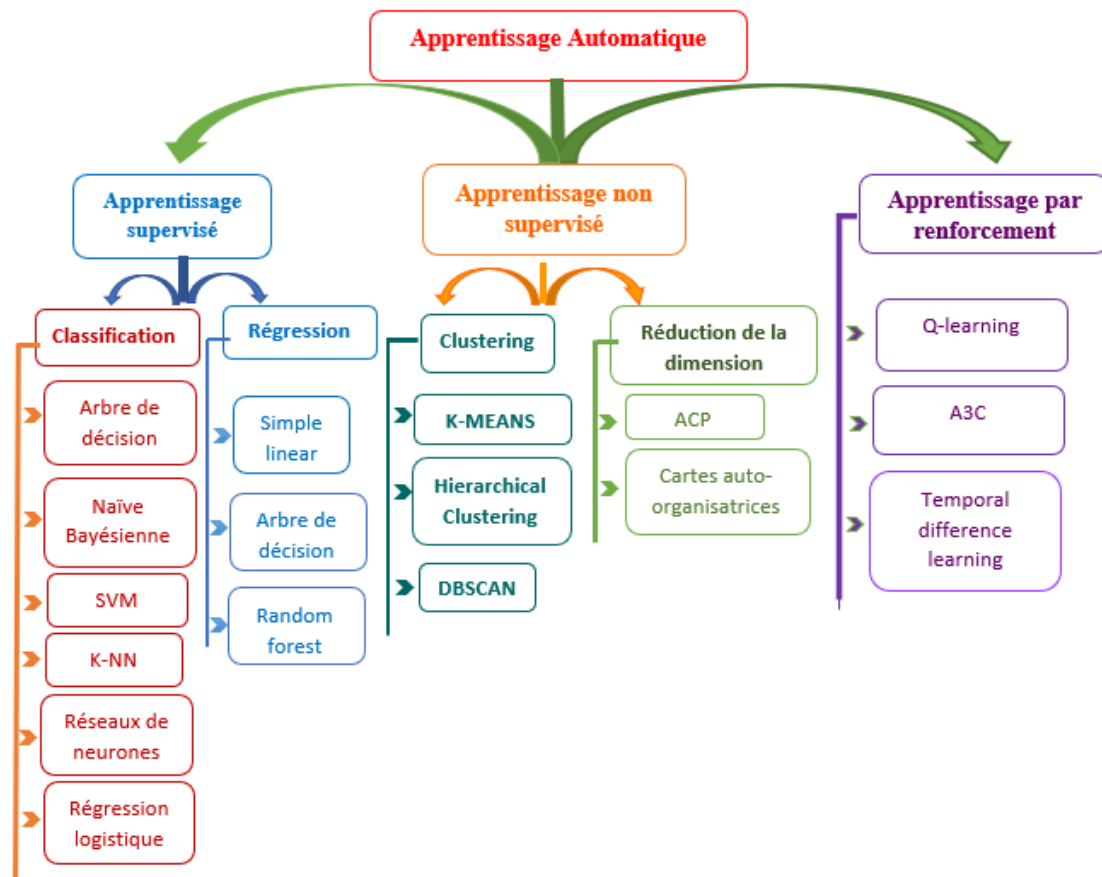 Apprentissage Automatique
Apprentissage
supervisé
Apprentissage non
supervisé
Apprentissage par
renforcement
Classification
Arbre de
décision
Naïve
Bayésienne
SVM
K-NN
Réseaux de
neurones
Régression
logistique
Régression
Simple
linear
Arbre de
décision
Random
forest
Clustering
K-MEANS
Hierarchical
Clustering
DBSCAN
Réduction de la
dimension
ACP
Cartes auto-
organisatrices
Q-learning
A3C
Temporal
difference
learning